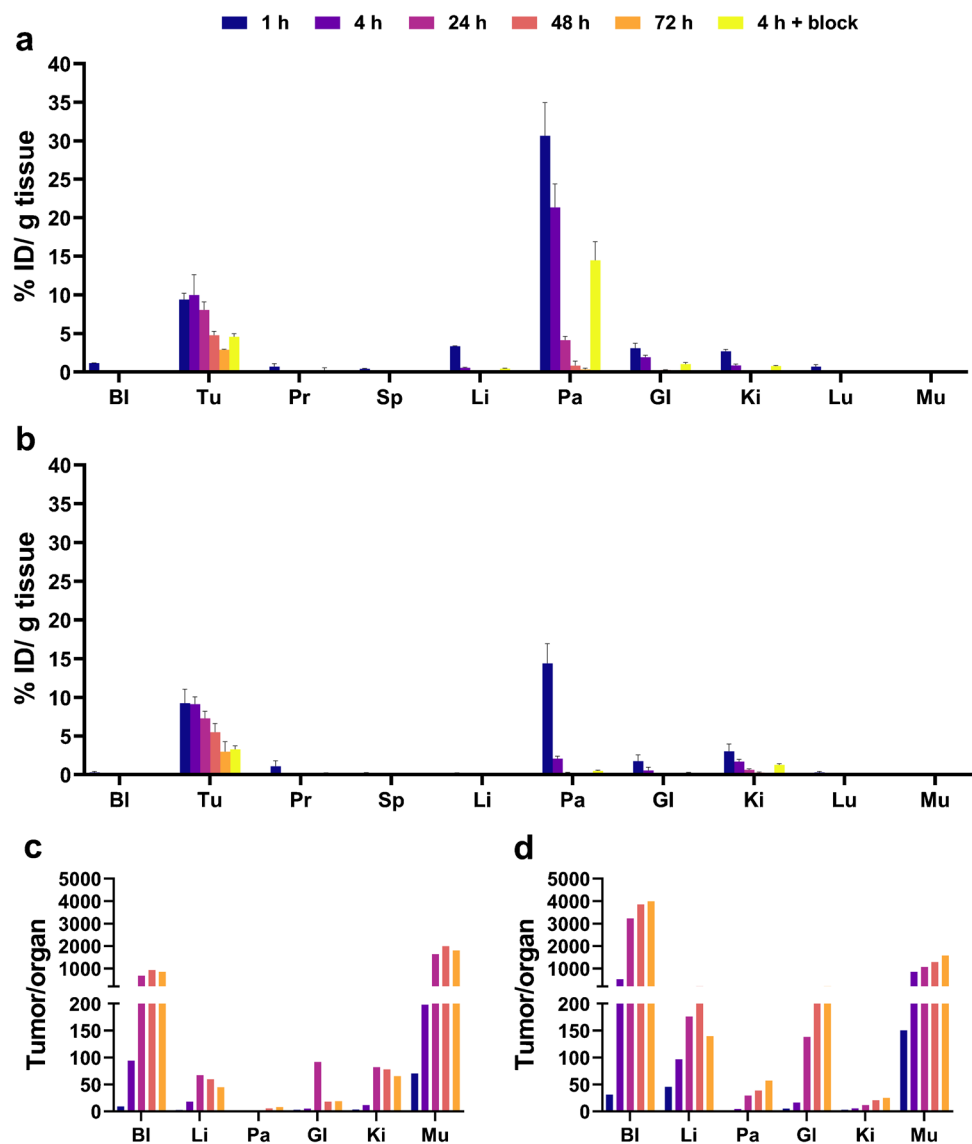 1 h 4 h 24 h 48 h 72 h 4 h + block
a
% ID/ g tissue
40
35
30
25
20
15
10
5
0
Bl Tu Pr Sp Li Pa Gl Ki Lu Mu
b
% ID/ g tissue
40
35
30
25
20
15
10
5
0
Bl Tu Pr Sp Li Pa Gl Ki Lu Mu
c
Tumor/organ
5000
4000
3000
2000
1000
200
150
100
50
0
Bl Li Pa Gl Ki Mu
d
Tumor/organ
5000
4000
3000
2000
1000
200
150
100
50
0
Bl Li Pa Gl Ki Mu